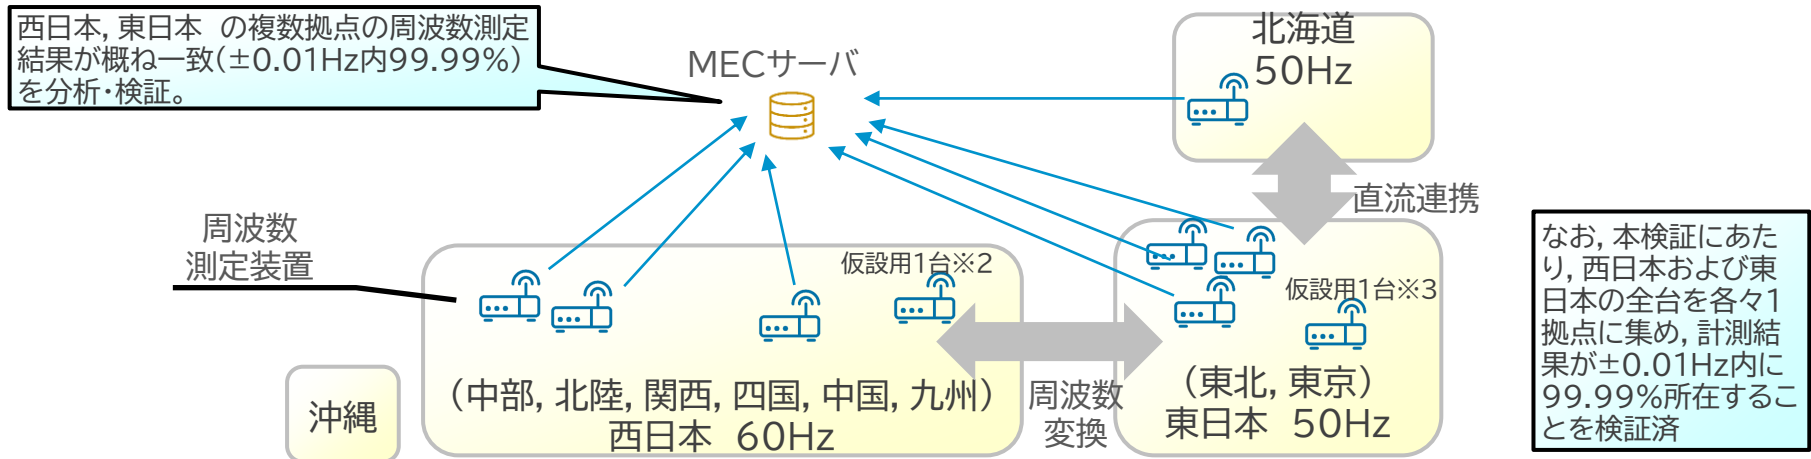 西日本, 東日本　の複数拠点の周波数測定
結果が概ね一致(±0.01Hz内99.99%)
を分析・検証。
MECサーバ
北海道
50Hz
直流連携
周波数
測定装置
仮設用1台※2
仮設用1台※3
なお, 本検証にあた
り, 西日本および東
日本の全台を各々1
拠点に集め, 計測結
果が±0.01Hz内に
99.99%所在するこ
とを検証済
沖縄
(中部, 北陸, 関西, 四国, 中国, 九州)
西日本　60Hz
周波数
変換
(東北, 東京)
東日本　50Hz